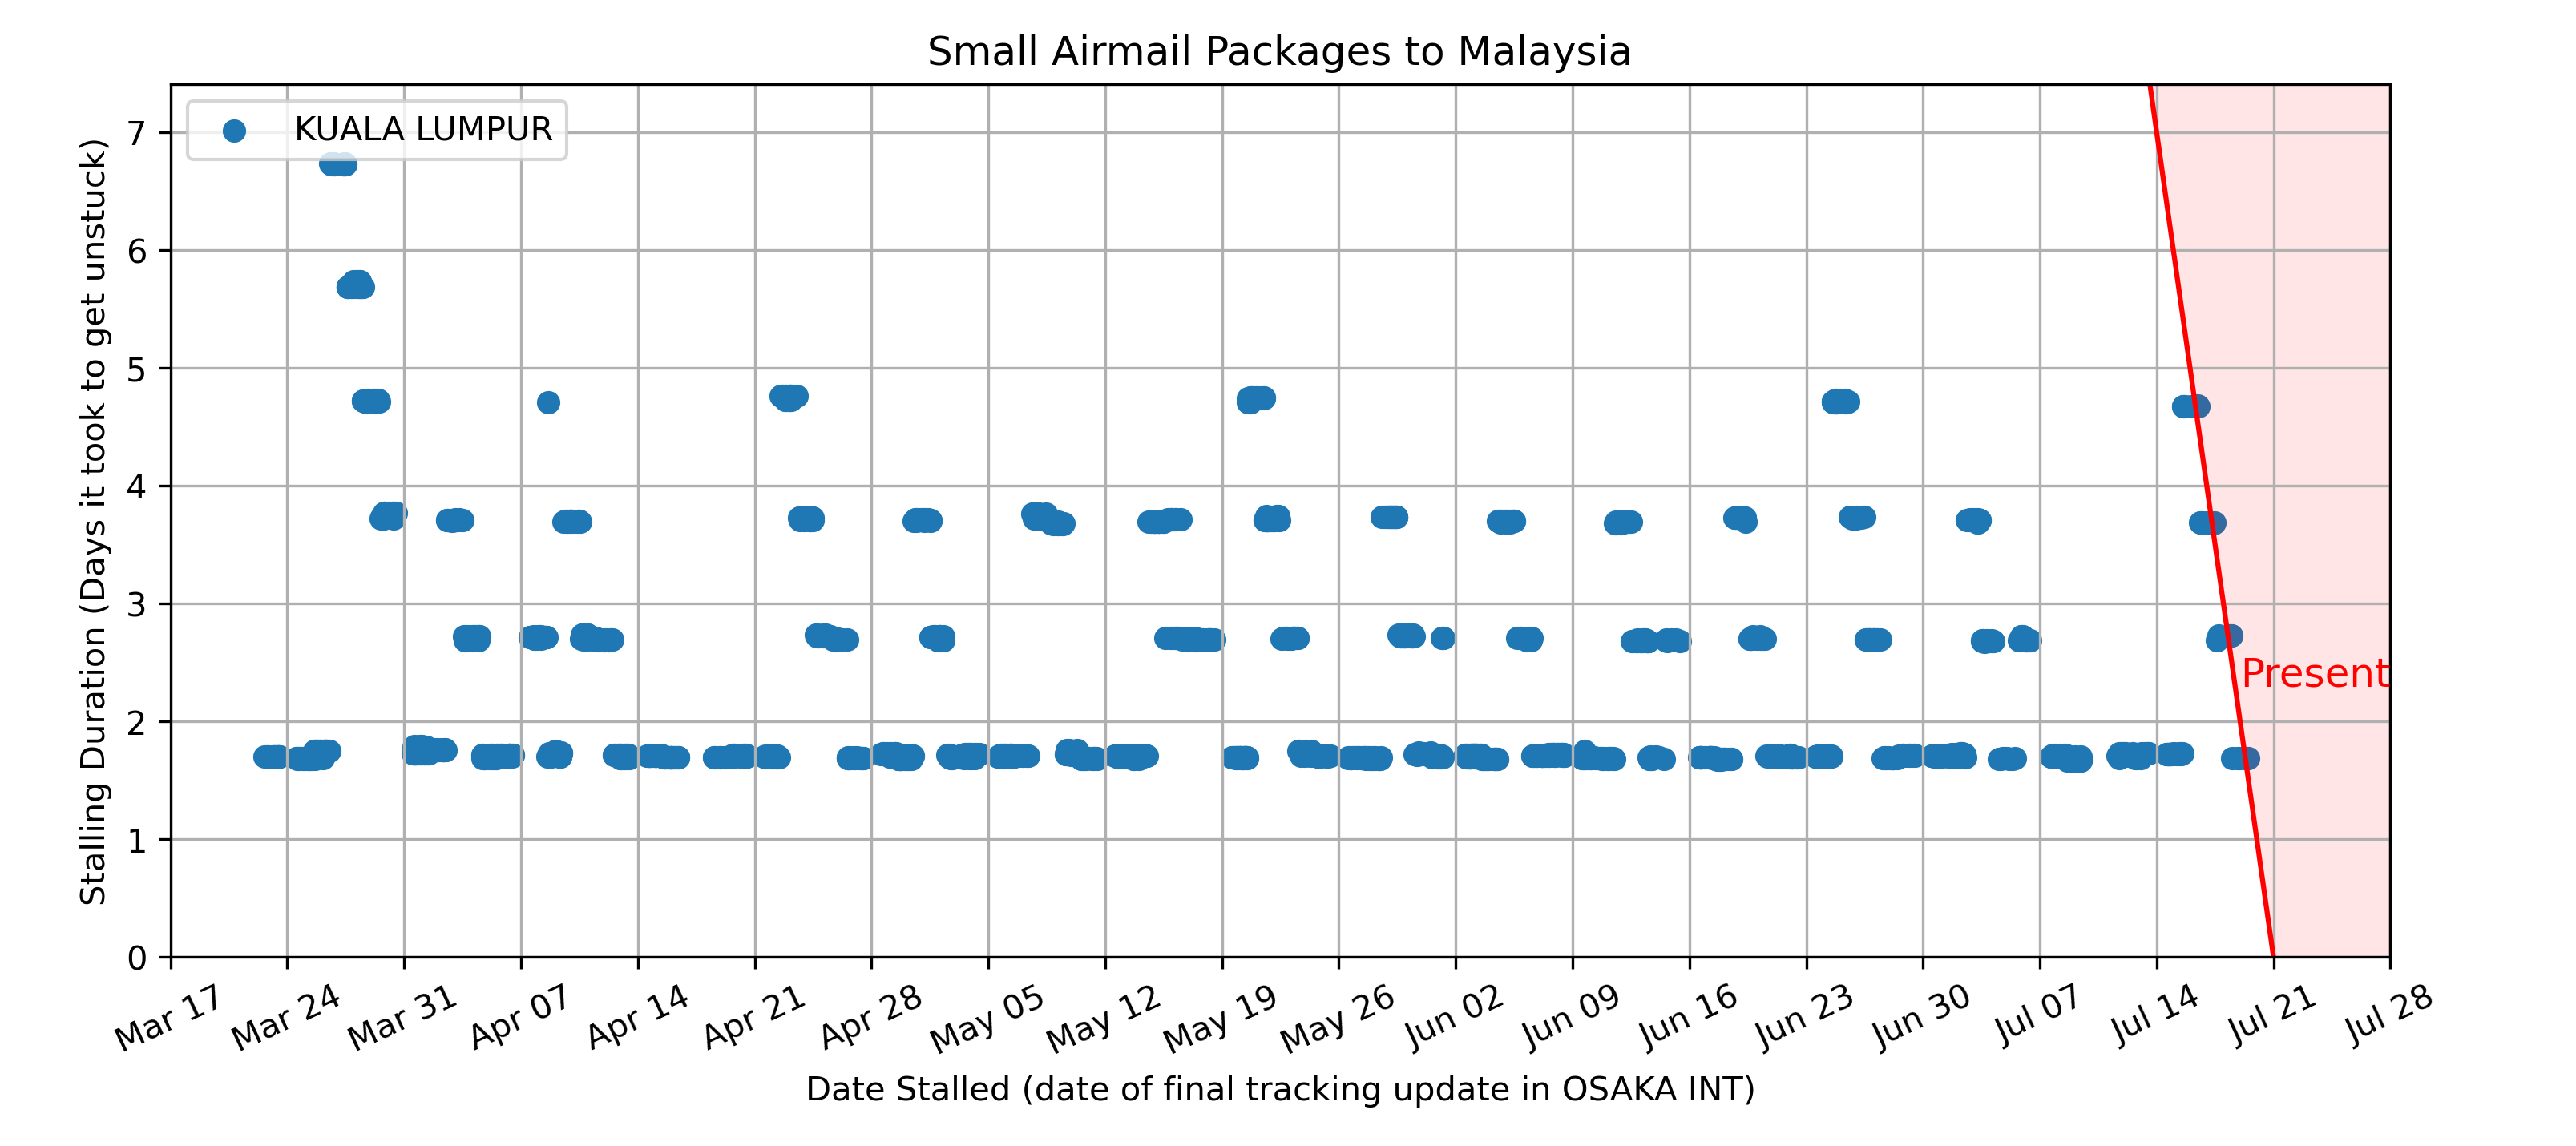 Small Airmail Packages to Malaysia
KUALA LUMPUR
Stalling Duration (Days it took to get unstuck)
7
6
5
4
3
2
1
0
Present
Mar 17
Mar 24
Mar 31
Apr 07
Apr 14
Apr 21
Apr 28
May 05
May 12
May 19
May 26
Jun 02
Jun 09
Jun 16
Jun 23
Jun 30
Jul 07
Jul 14
Jul 21
Jul 28
Date Stalled (date of final tracking update in OSAKA INT)